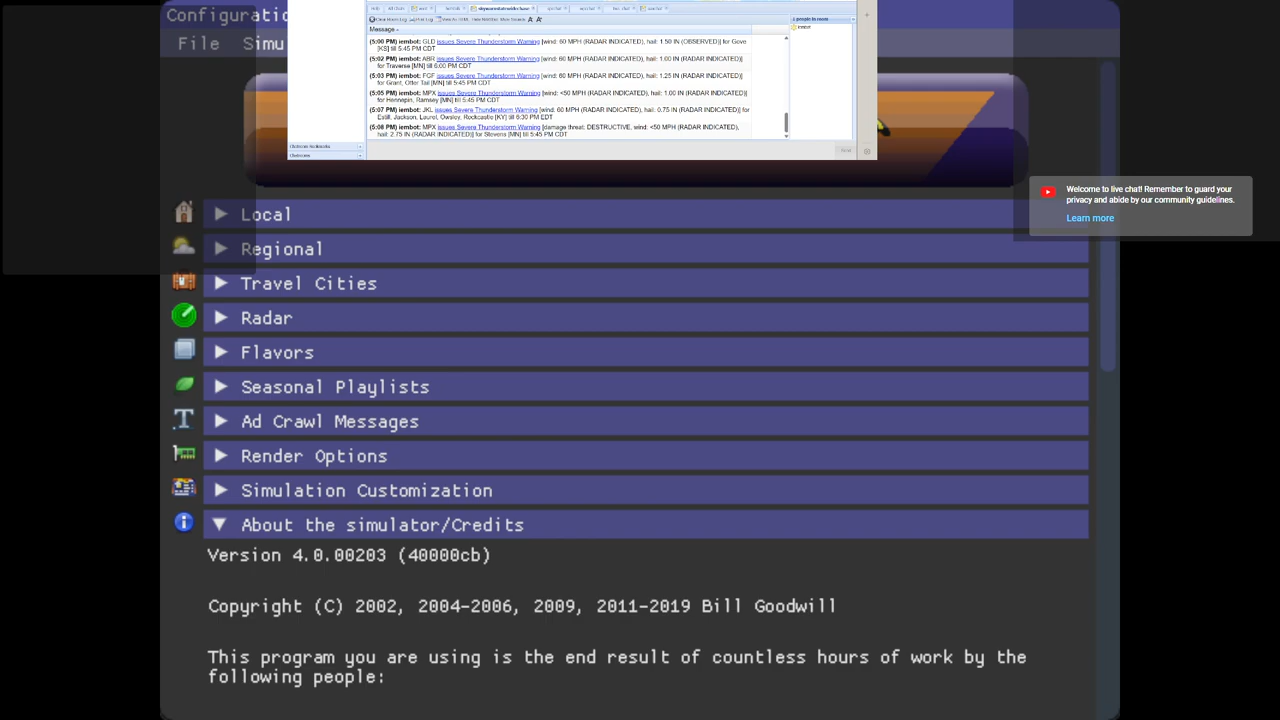 Configuratio
File Simu
Message
(5:00 PM) iembot: GLD issues Severe Thunderstorm Warning [wind: 60 MPH (RADAR INDICATED), hail: 1.50 IN (OBSERVED)] for Gove
[KS] till 5:45 PM CDT
(5:02 PM) iembot: ABR issues Severe Thunderstorm Warning [wind: 60 MPH (RADAR INDICATED), hail: 1.00 IN (RADAR INDICATED)]
for Traverse [MN] till 6:00 PM CDT
(5:03 PM) iembot: FGF issues Severe Thunderstorm Warning [wind: 60 MPH (RADAR INDICATED), hail: 1.25 IN (RADAR INDICATED)]
for Grant, Otter Tail [MN] till 5:45 PM CDT
(5:05 PM) iembot: MPX issues Severe Thunderstorm Warning [wind: <50 MPH (RADAR INDICATED), hail: 1.00 IN (RADAR INDICATED)]
for Hennepin, Ramsey [MN] till 5:45 PM CDT
(5:07 PM) iembot: JKL issues Severe Thunderstorm Warning [wind: 60 MPH (RADAR INDICATED), hail: 0.75 IN (RADAR INDICATED)] for
Estill, Jackson, Laurel, Owsley, Rockcastle [KY] till 6:30 PM EDT
(5:08 PM) iembot: MPX issues Severe Thunderstorm Warning [damage threat: DESTRUCTIVE, wind: <50 MPH (RADAR INDICATED),
hail: 2.75 IN (RADAR INDICATED)] for Stevens [MN] till 5:45 PM CDT
Welcome to live chat! Remember to guard your
privacy and abide by our community guidelines.
Learn more
Local
Regional
Travel Cities
Radar
Flavors
Seasonal Playlists
Ad Crawl Messages
Render Options
Simulation Customization
About the simulator/Credits
Version 4.0.00203 (40000cb)
Copyright (C) 2002, 2004-2006, 2009, 2011-2019 Bill Goodwill
This program you are using is the end result of countless hours of work by the
following people: